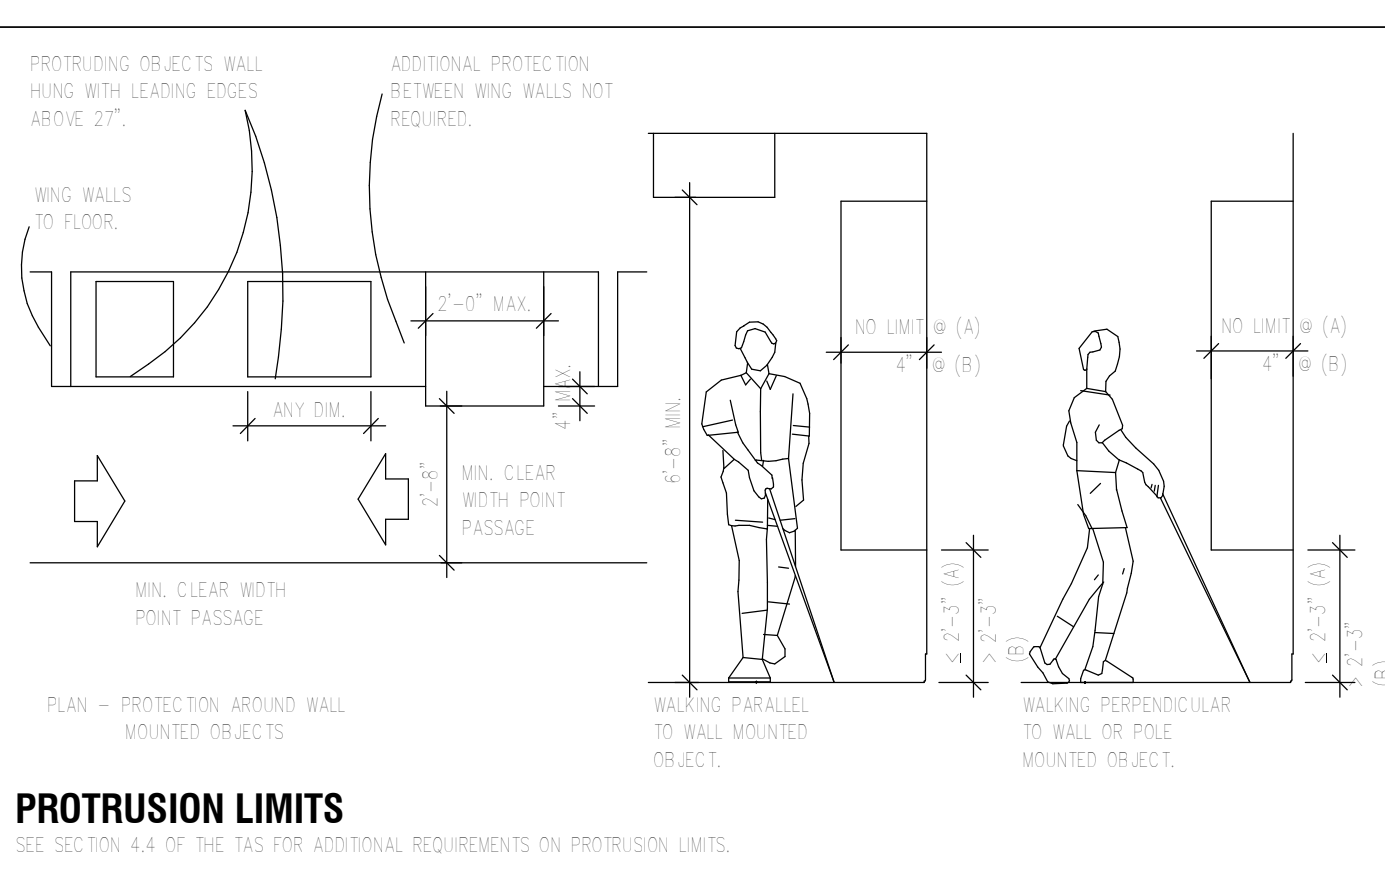 PROTRUDING OBJECTS WALL
HUNG WITH LEADING EDGES
ABOVE 27".
ADDITIONAL PROTECTION
BETWEEN WING WALLS NOT
REQUIRED.
WING WALLS
TO FLOOR.
2'-0" MAX.
4" MAX.
ANY DIM.
2'-8"
MIN. CLEAR
WIDTH POINT
PASSAGE
MIN. CLEAR WIDTH
POINT PASSAGE
PLAN - PROTECTION AROUND WALL
MOUNTED OBJECTS
6'-8" MIN.
NO LIMIT @ (A)
4" @ (B)
≤ 2'-3" (A)
> 2'-3"
(B)
WALKING PARALLEL
TO WALL MOUNTED
OBJECT.
NO LIMIT @ (A)
4" @ (B)
≤ 2'-3" (A)
> 2'-3"
(B)
WALKING PERPENDICULAR
TO WALL OR POLE
MOUNTED OBJECT.
PROTRUSION LIMITS
SEE SECTION 4.4 OF THE TAS FOR ADDITIONAL REQUIREMENTS ON PROTRUSION LIMITS.